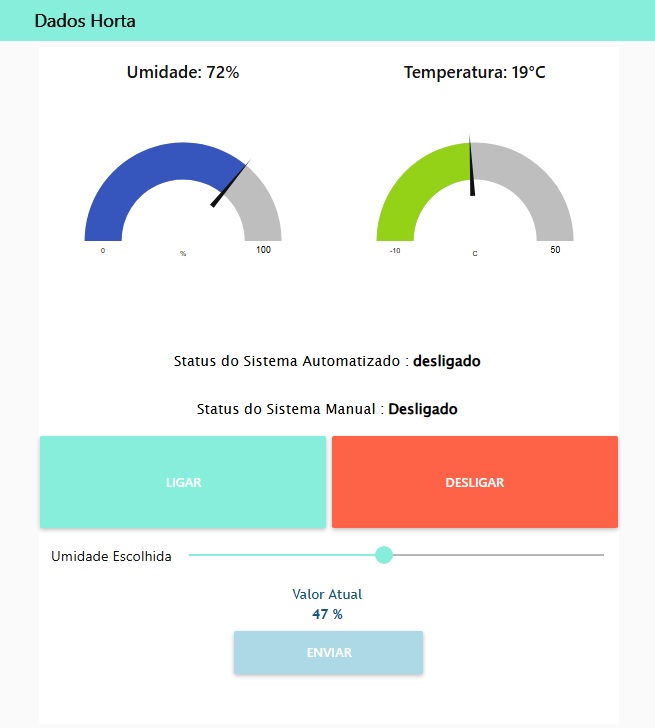 Dados Horta
Umidade: 72%
Temperatura: 19°C
0
%
100
-10
C
50
Status do Sistema Automatizado : desligado
Status do Sistema Manual : Desligado
LIGAR
DESLIGAR
Umidade Escolhida
Valor Atual
47 %
ENVIAR